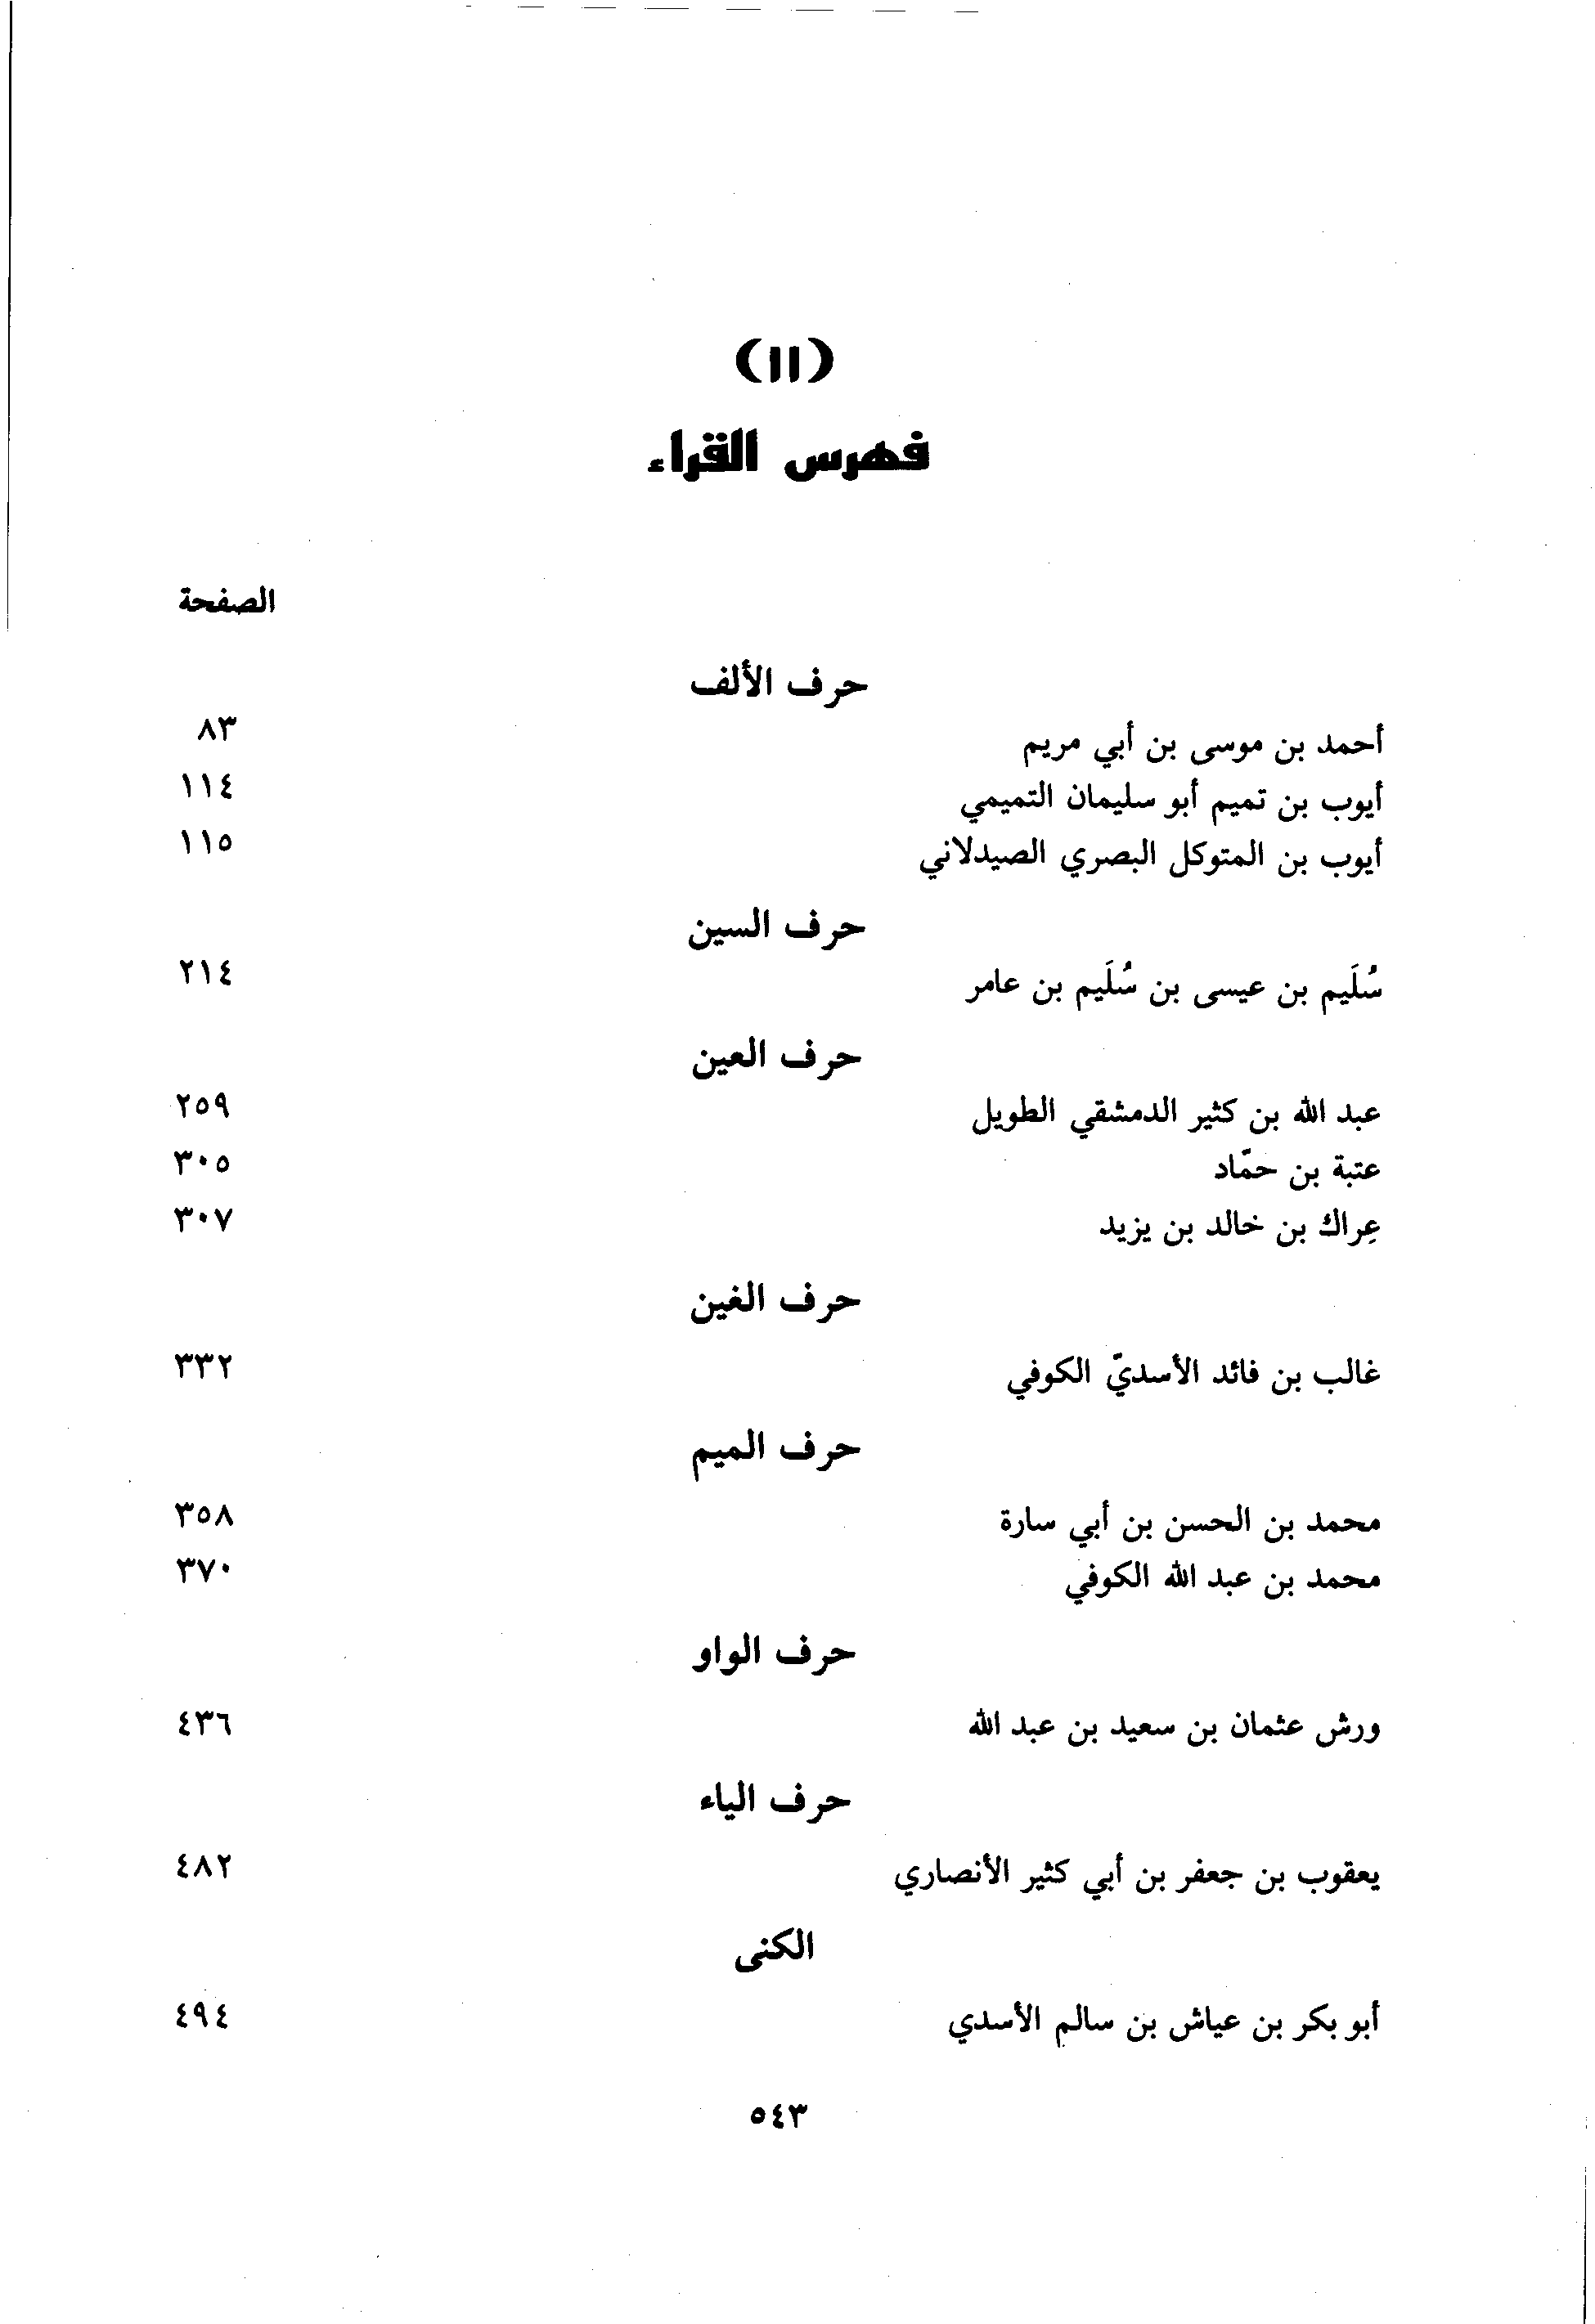 (١١)
فهرس القراء
الصفحة
حرف الألف
أحمد بن موسى بن أبي مريم ٨٣
أيوب بن تميم أبو سليمان التميمي ١١٤
أيوب بن المتوكل البصري الصيدلاني ١١٥
حرف السين
سُلَيم بن عيسى بن سُلَيم بن عامر ٢١٤
حرف العين
عبد الله بن كثير الدمشقي الطويل ٢٥٩
عتبة بن حمّاد ٣٠٥
عِراك بن خالد بن يزيد ٣٠٧
حرف الغين
غالب بن فائد الأسديّ الكوفي ٣٣٢
حرف الميم
محمد بن الحسن بن أبي سارة ٣٥٨
محمد بن عبد الله الكوفي ٣٧٠
حرف الواو
ورش عثمان بن سعيد بن عبد الله ٤٣٦
حرف الياء
يعقوب بن جعفر بن أبي كثير الأنصاري ٤٨٢
الكنى
أبو بكر بن عياش بن سالم الأسدي ٤٩٤
٥٤٣